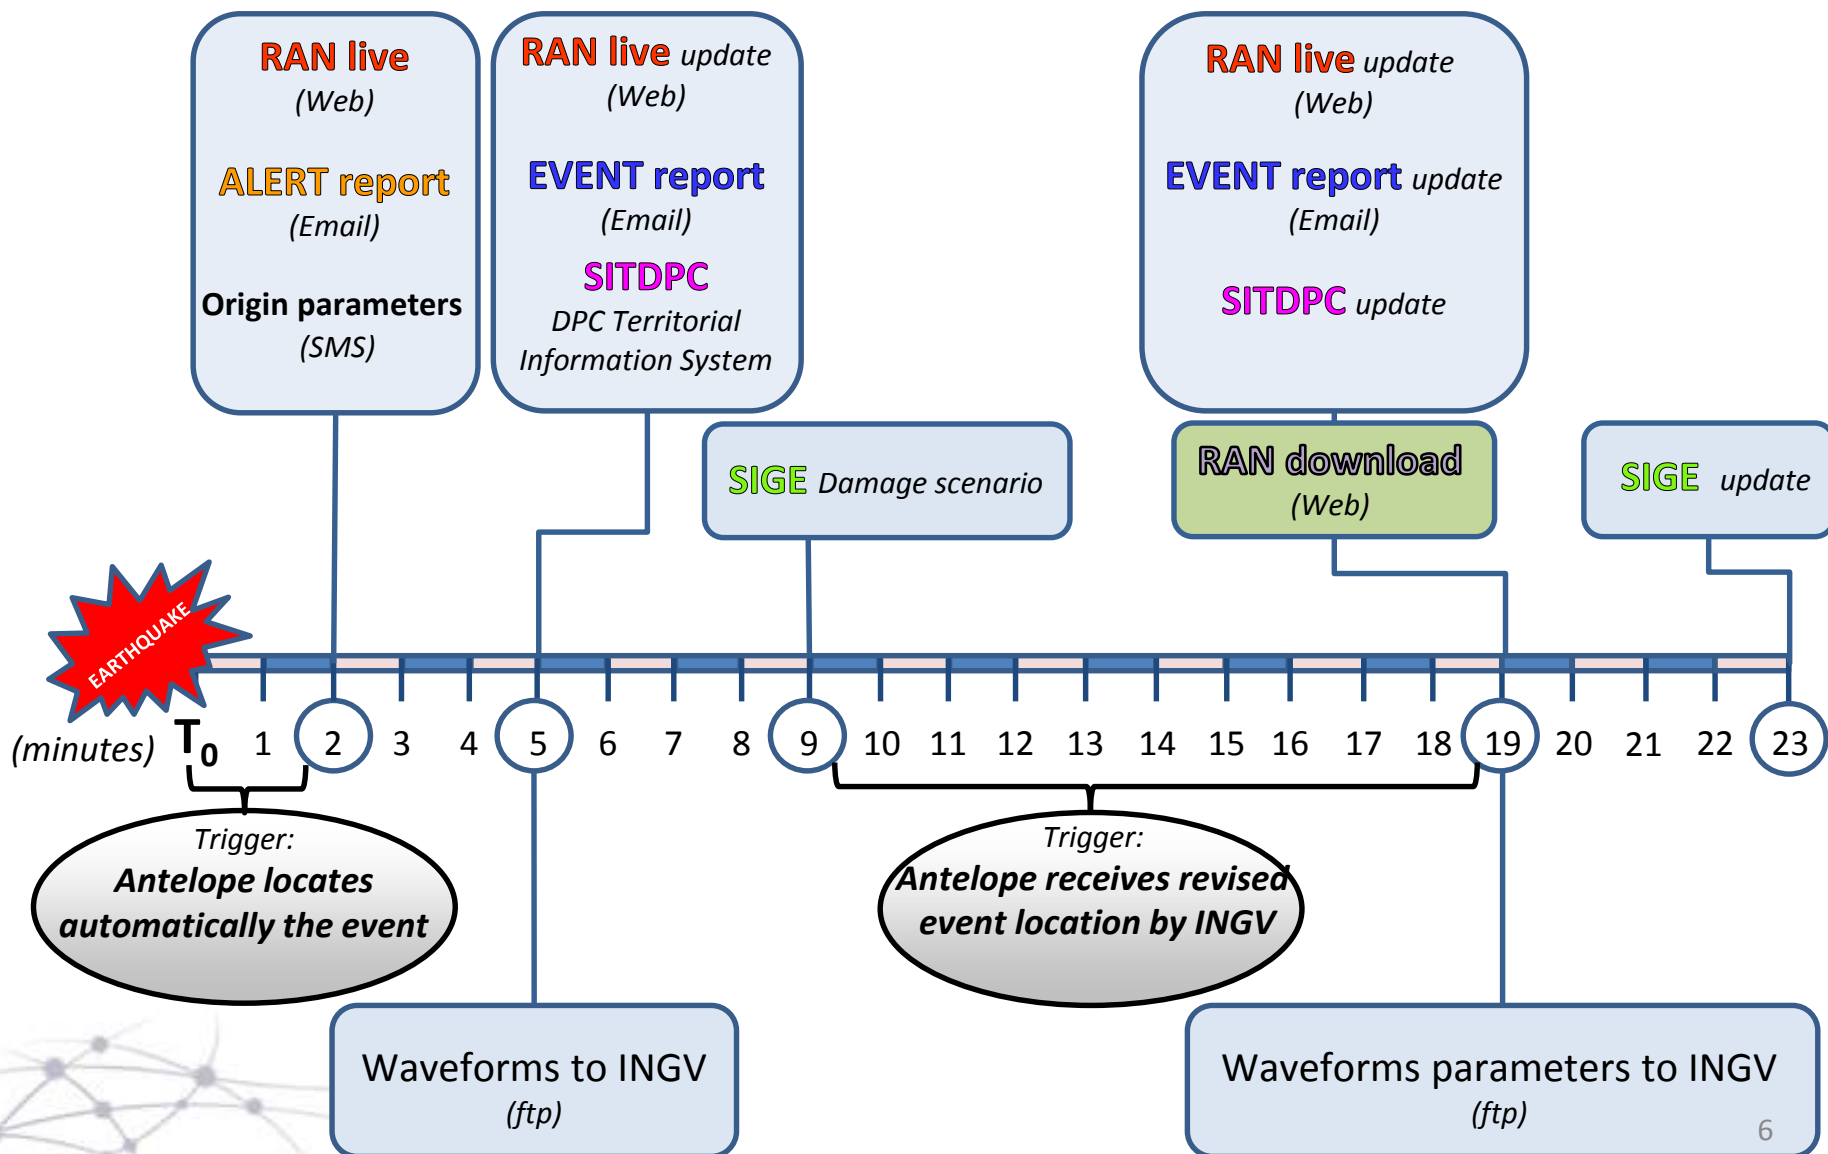 RAN live
(Web)
ALERT report
(Email)
Origin parameters
(SMS)
RAN live update
(Web)
EVENT report
(Email)
SITDPC
DPC Territorial
Information System
RAN live update
(Web)
EVENT report update
(Email)
SITDPC update
SIGE Damage scenario
RAN download
(Web)
SIGE update
EARTHQUAKE
(minutes) T0 1 2 3 4 5 6 7 8 9 10 11 12 13 14 15 16 17 18 19 20 21 22 23
Trigger:
Antelope locates
automatically the event
Trigger:
Antelope receives revised
event location by INGV
Waveforms to INGV
(ftp)
Waveforms parameters to INGV
(ftp)
6